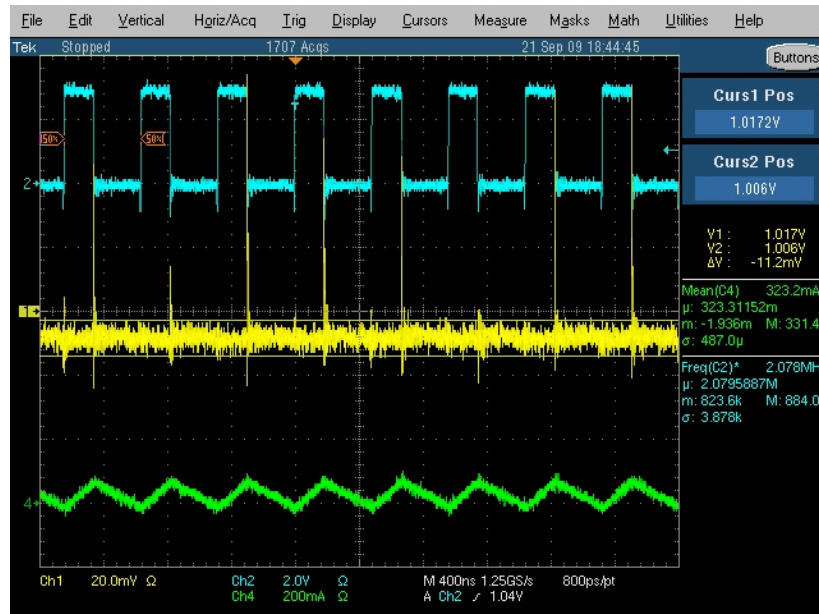 File Edit Vertical Horiz/Acq Trig Display Cursors Measure Masks Math Utilities Help
Tek Stopped 1707 Acqs 21 Sep 09 18:44:45
Buttons
Curs1 Pos
1.0172V
Curs2 Pos
1.006V
50% 50%
2
V1 : 1.017V
V2 : 1.006V
ΔV : -11.2mV
1
Mean(C4) 323.2mA
µ: 323.31152m
m: -1.936m M: 331.4
σ: 487.0µ
Freq(C2)* 2.078MH
µ: 2.0795887M
m: 823.6k M: 884.0
σ: 3.878k
4
Ch1 20.0mV Ω Ch2 2.0V Ω M 400ns 1.25GS/s 800ps/pt
Ch4 200mA Ω A Ch2 ∕ 1.04V